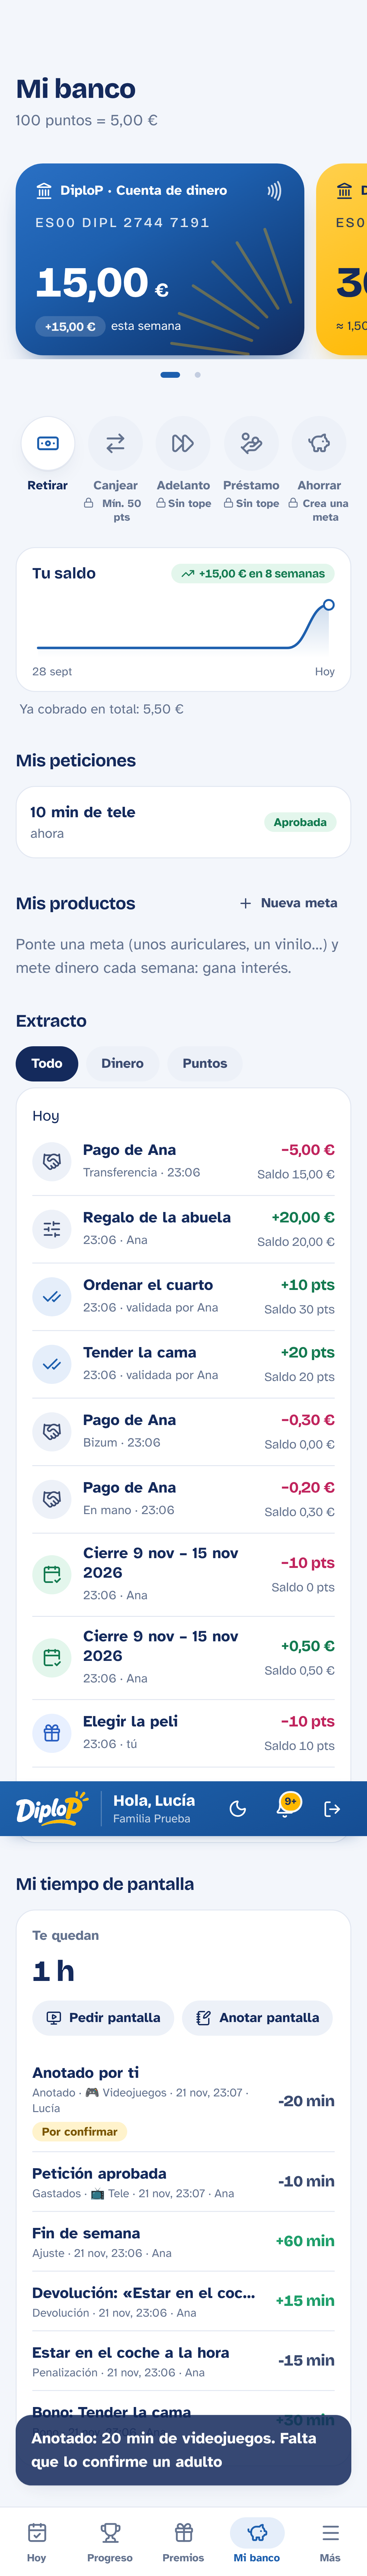 Mi banco
100 puntos = 5,00 €
DiploP · Cuenta de dinero
ES00 DIPL 2744 7191
15,00 €
+15,00 € esta semana
ES0
≈ 1,50
Retirar
Canjear
Adelanto
Préstamo
Ahorrar
Mín. 50 pts
Sin tope
Sin tope
Crea una meta
Tu saldo
+15,00 € en 8 semanas
28 sept
Hoy
Ya cobrado en total: 5,50 €
Mis peticiones
10 min de tele
ahora
Aprobada
Mis productos
+ Nueva meta
Ponte una meta (unos auriculares, un vinilo...) y
mete dinero cada semana: gana interés.
Extracto
Todo
Dinero
Puntos
Hoy
Pago de Ana
−5,00 €
Transferencia · 23:06
Saldo 15,00 €
Regalo de la abuela
+20,00 €
23:06 · Ana
Saldo 20,00 €
Ordenar el cuarto
+10 pts
23:06 · validada por Ana
Saldo 30 pts
Tender la cama
+20 pts
23:06 · validada por Ana
Saldo 20 pts
Pago de Ana
−0,30 €
Bizum · 23:06
Saldo 0,00 €
Pago de Ana
−0,20 €
En mano · 23:06
Saldo 0,30 €
Cierre 9 nov – 15 nov
2026
−10 pts
23:06 · Ana
Saldo 0 pts
Cierre 9 nov – 15 nov
2026
+0,50 €
23:06 · Ana
Saldo 0,50 €
Elegir la peli
−10 pts
23:06 · tú
Saldo 10 pts
DiploP
Hola, Lucía
Familia Prueba
9+
Mi tiempo de pantalla
Te quedan
1 h
Pedir pantalla
Anotar pantalla
Anotado por ti
Anotado · 🎮 Videojuegos · 21 nov, 23:07 ·
Lucía
-20 min
Por confirmar
Petición aprobada
-10 min
Gastados · 📺 Tele · 21 nov, 23:07 · Ana
Fin de semana
+60 min
Ajuste · 21 nov, 23:06 · Ana
Devolución: «Estar en el coc...
+15 min
Devolución · 21 nov, 23:06 · Ana
Estar en el coche a la hora
-15 min
Penalización · 21 nov, 23:06 · Ana
Bono: Tender la cama
+30 min
Anotado: 20 min de videojuegos. Falta
que lo confirme un adulto
Hoy
Progreso
Premios
Mi banco
Más